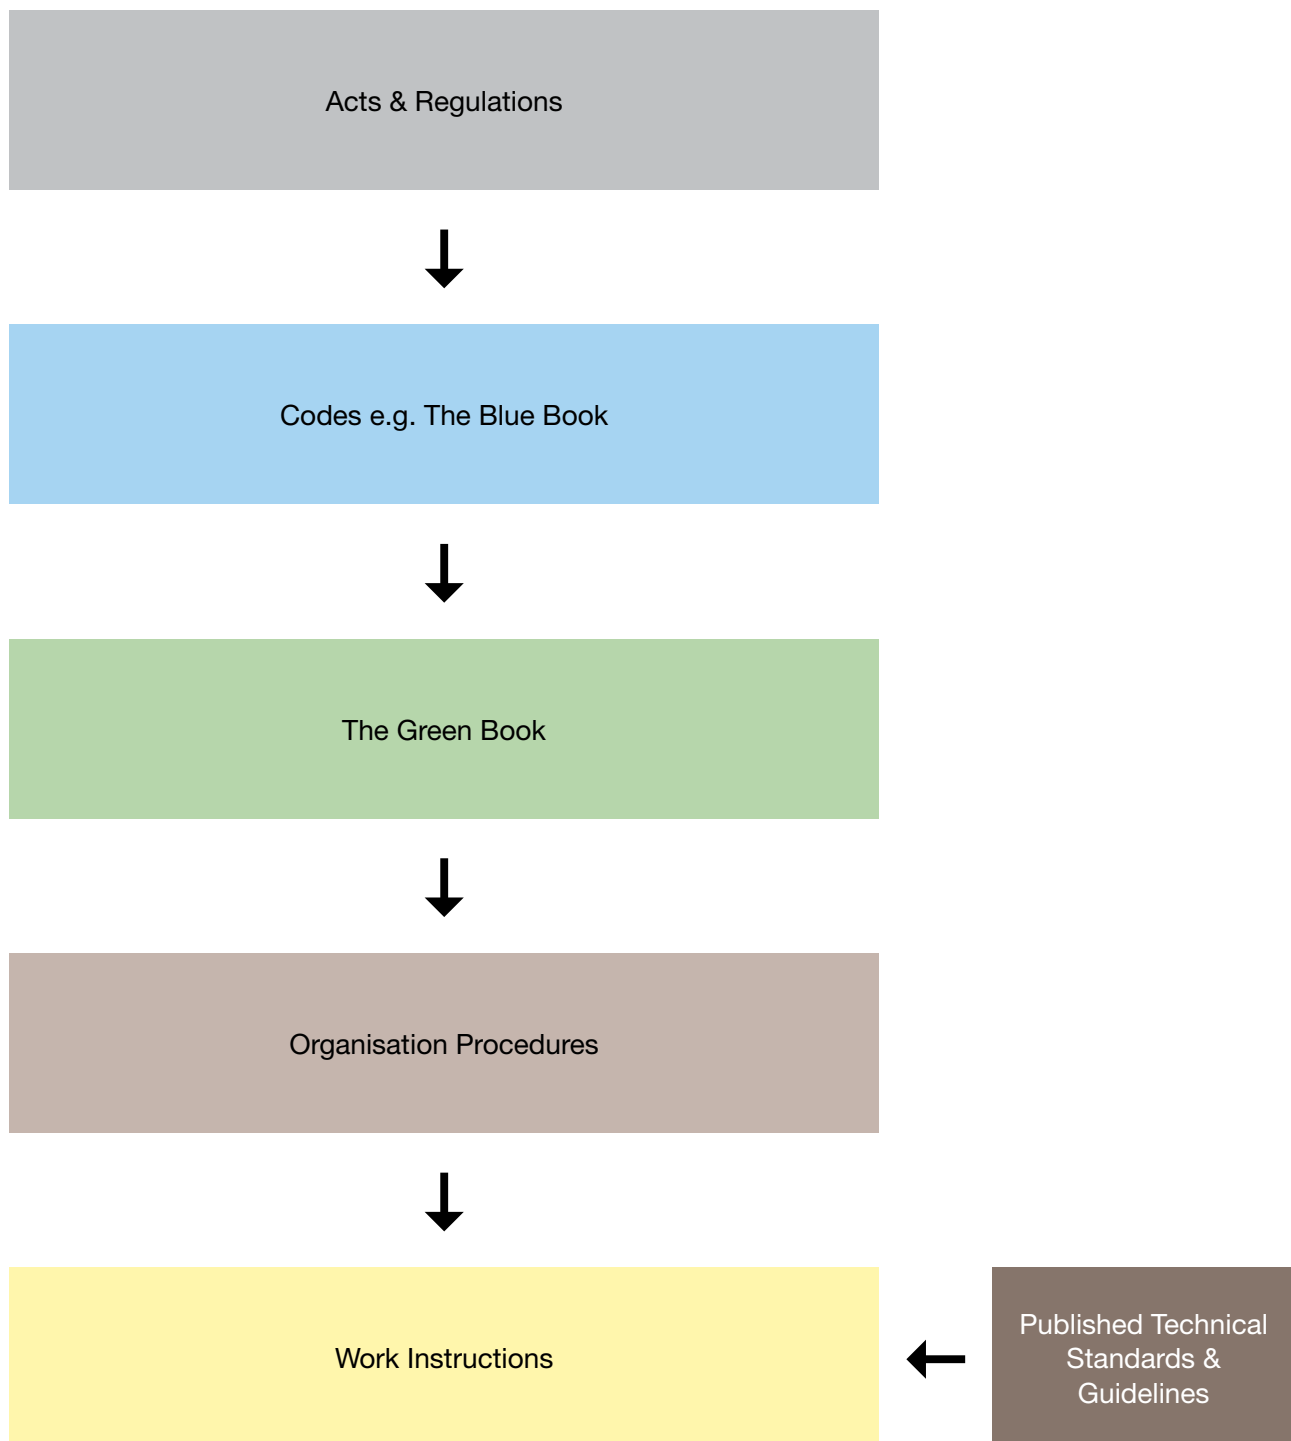 Acts & Regulations
Codes e.g. The Blue Book
The Green Book
Organisation Procedures
Work Instructions
Published Technical
Standards &
Guidelines